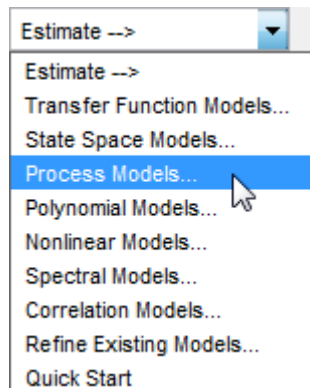 Estimate -->
Estimate -->
Transfer Function Models...
State Space Models...
Process Models...
Polynomial Models...
Nonlinear Models...
Spectral Models...
Correlation Models...
Refine Existing Models...
Quick Start